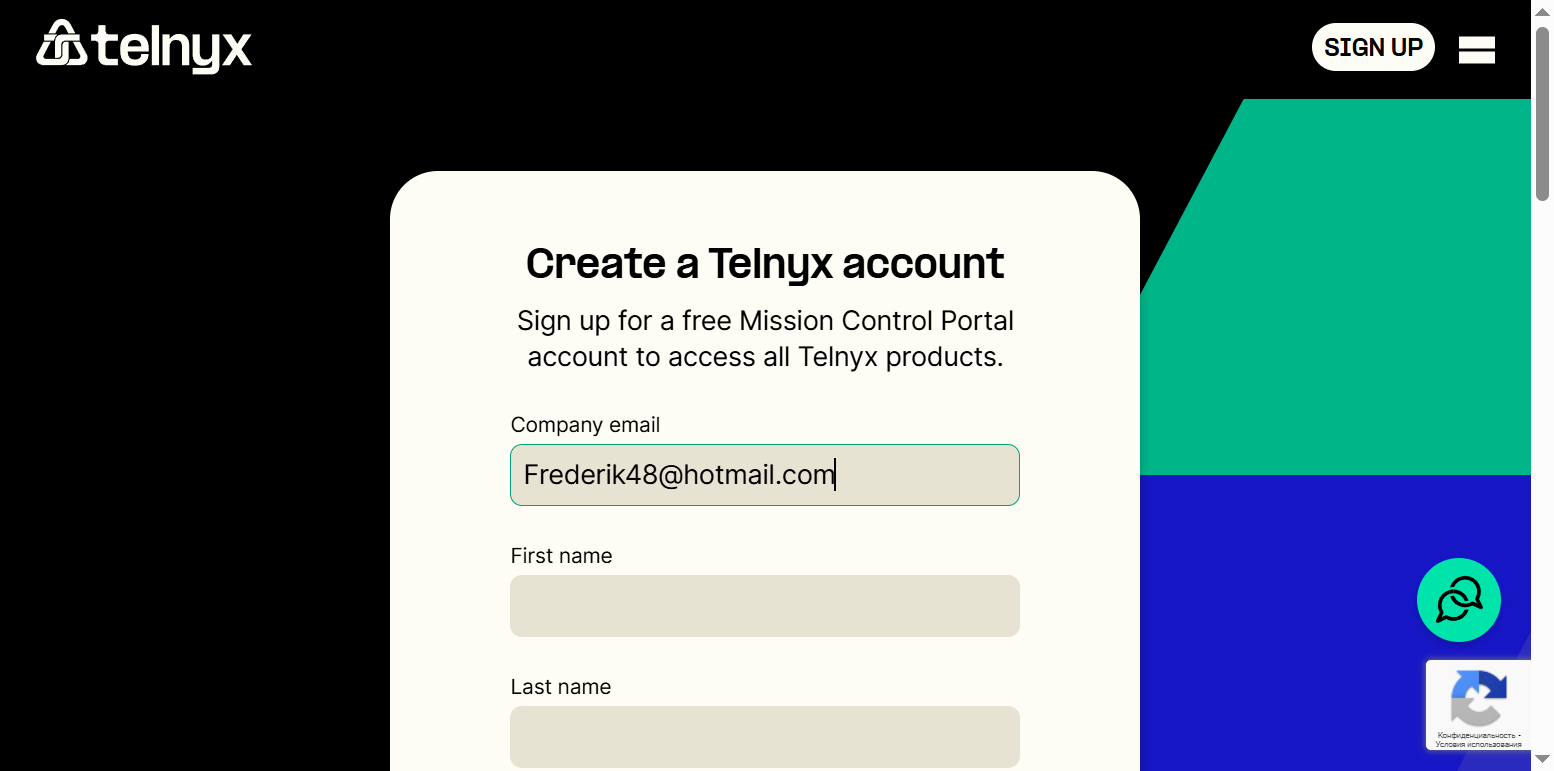 telnyx
SIGN UP
Create a Telnyx account
Sign up for a free Mission Control Portal
account to access all Telnyx products.
Company email
Frederik48@hotmail.com
First name
Last name
Конфиденциальность -
Условия использования